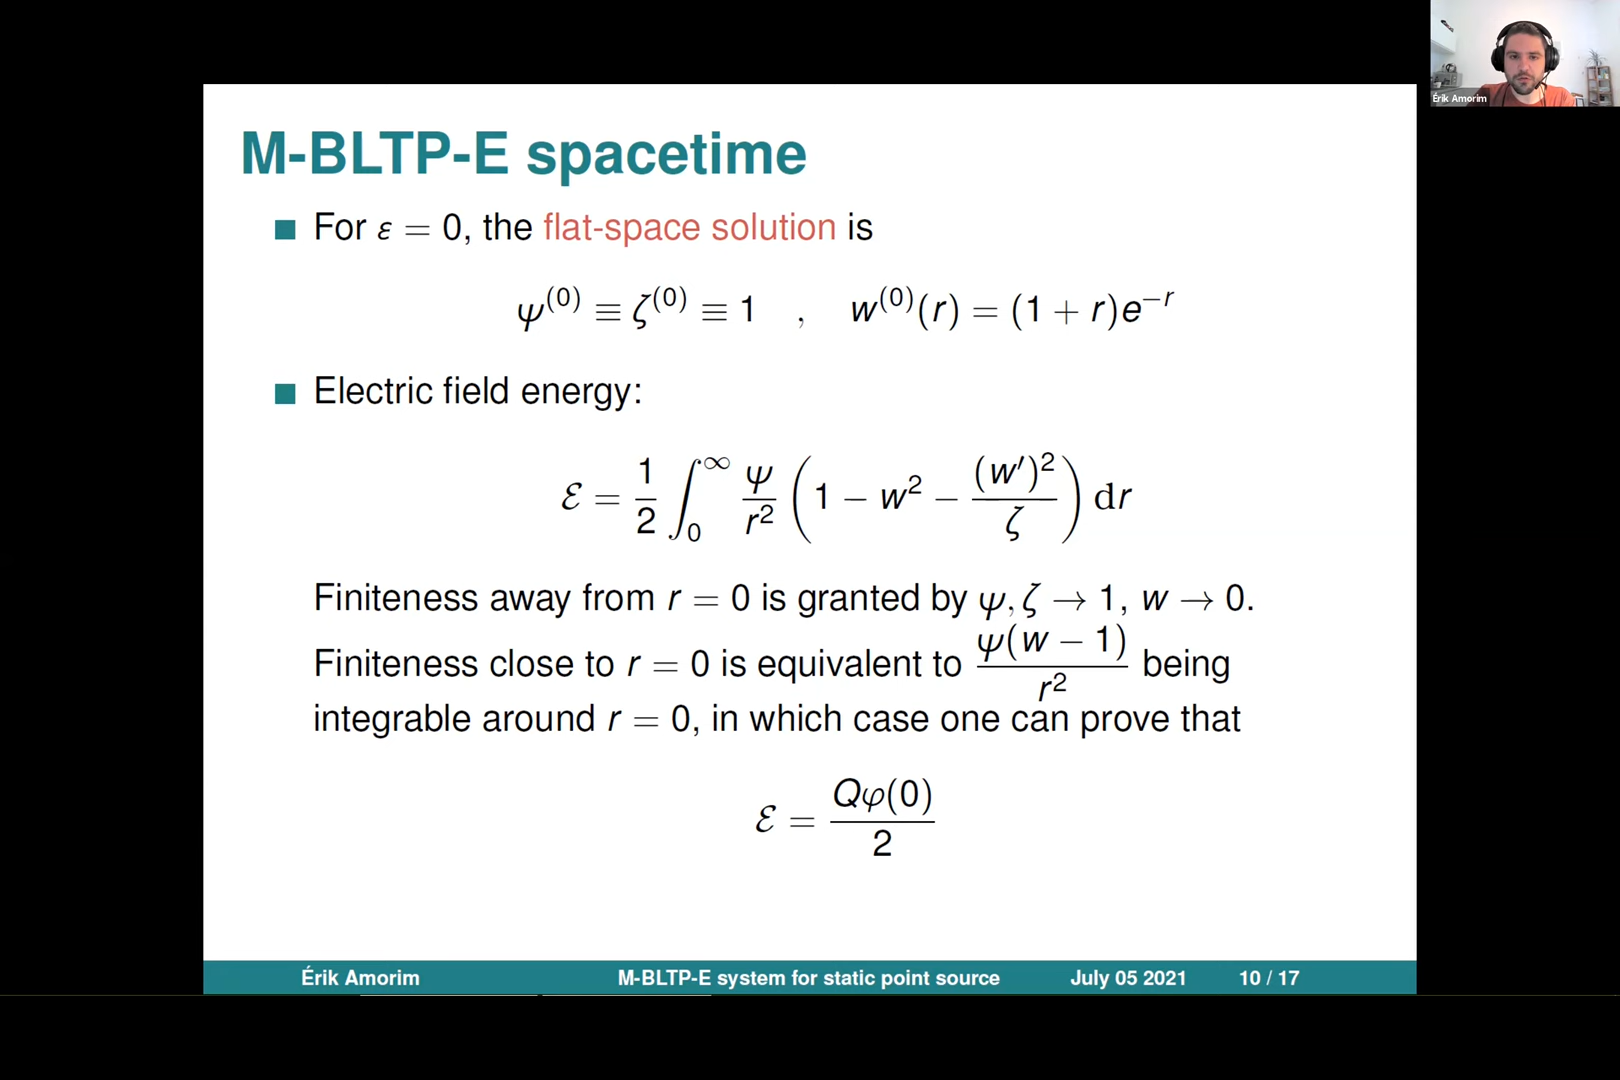 Érik Amorim
M-BLTP-E spacetime
For ε = 0, the flat-space solution is
ψ⁽⁰⁾ ≡ ζ⁽⁰⁾ ≡ 1 , w⁽⁰⁾(r) = (1 + r)e⁻ʳ
Electric field energy:
ℰ = 1/2 ∫₀^∞ ψ/r² (1 − w² − (w′)²/ζ) dr
Finiteness away from r = 0 is granted by ψ, ζ → 1, w → 0.
Finiteness close to r = 0 is equivalent to ψ(w − 1)/r² being
integrable around r = 0, in which case one can prove that
ℰ = Qφ(0)/2
Érik Amorim M-BLTP-E system for static point source July 05 2021 10 / 17